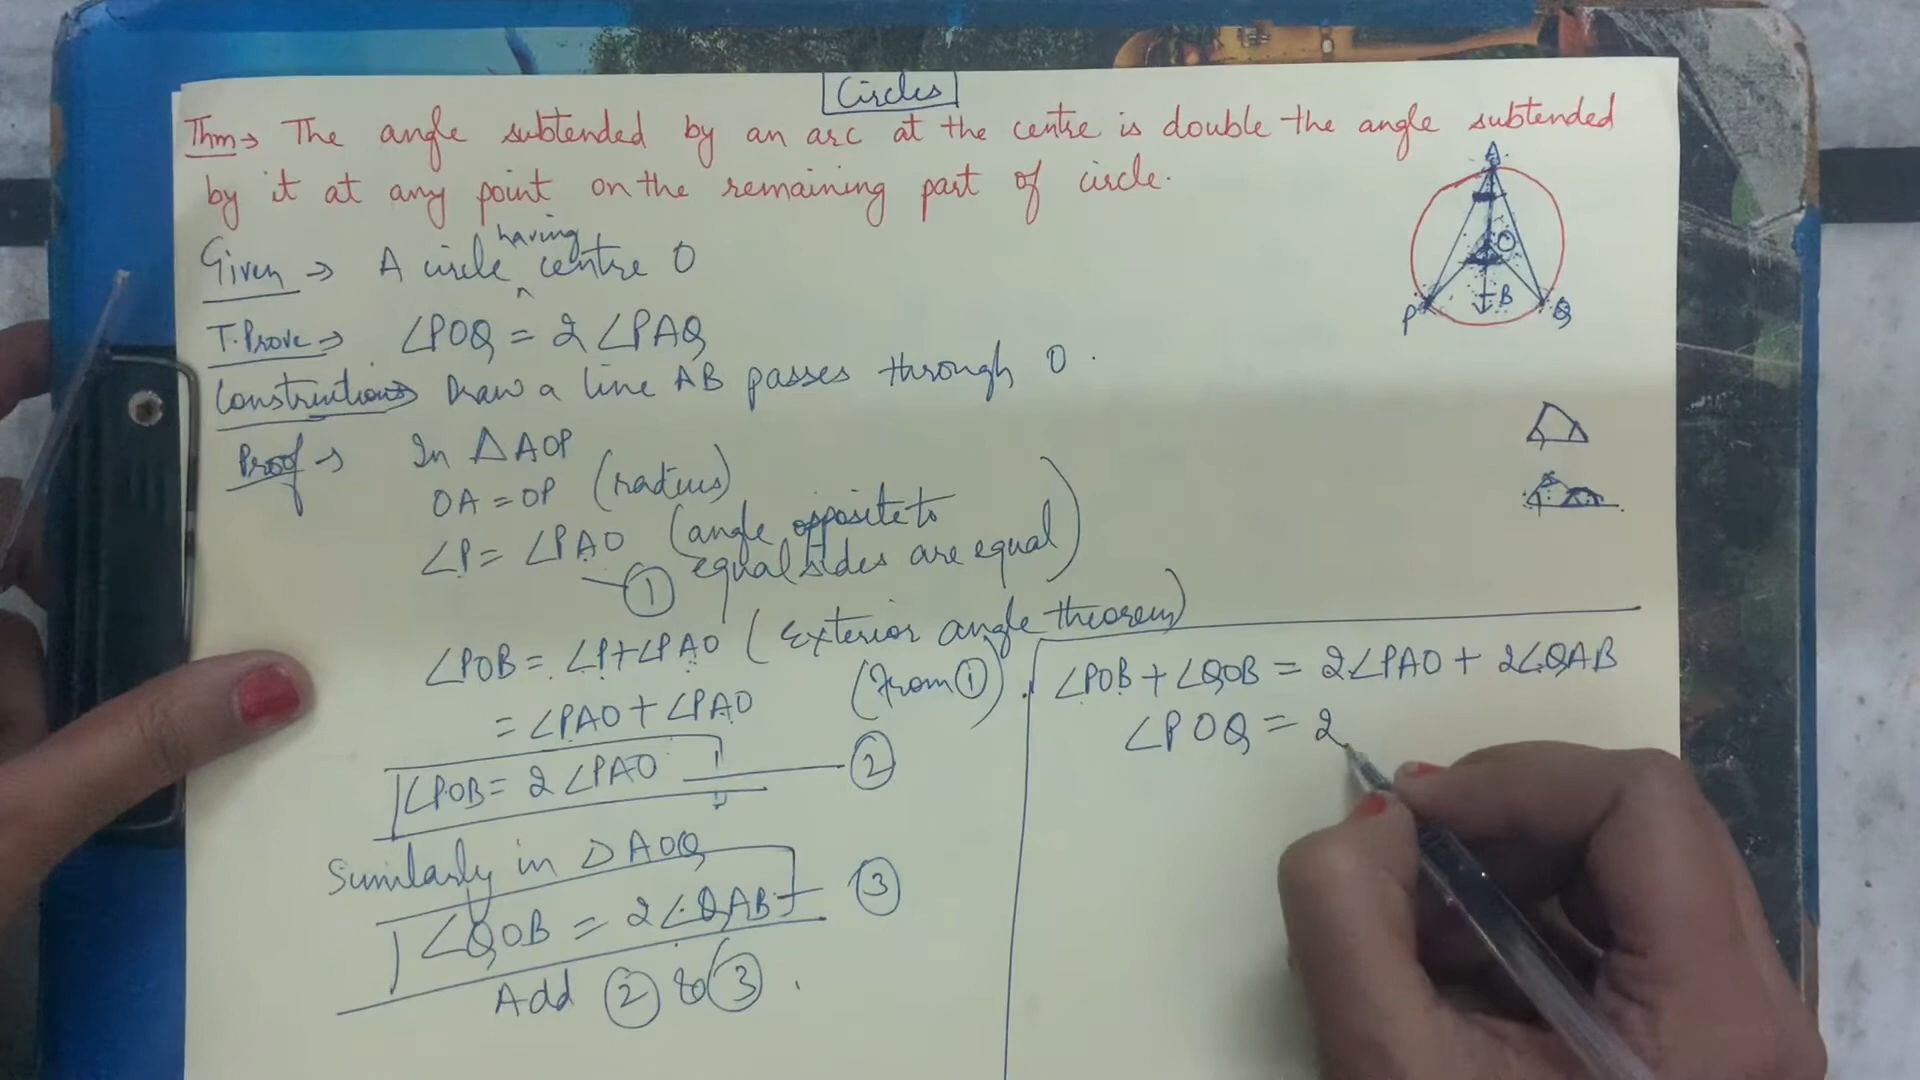 Circles
Thm→ The angle subtended by an arc at the centre is double the angle subtended
by it at any point on the remaining part of circle.
Given → A circle having centre O
T.Prove→ ∠POQ = 2∠PAQ
Construction→ Draw a line AB passes through O.
Proof → In △AOP
OA = OP (radius)
∠P = ∠PAO (angle opposite to
equal sides are equal)
— ①
∠POB = ∠P+∠PAO (Exterior angle theorem)
= ∠PAO + ∠PAO (From ①)
∠POB = 2∠PAO — ②
Similarly in △AOQ
∠QOB = 2∠QAB — ③
Add ② & ③.
∠POB + ∠QOB = 2∠PAO + 2∠QAB
∠POQ = 2
A
O
B
P
Q